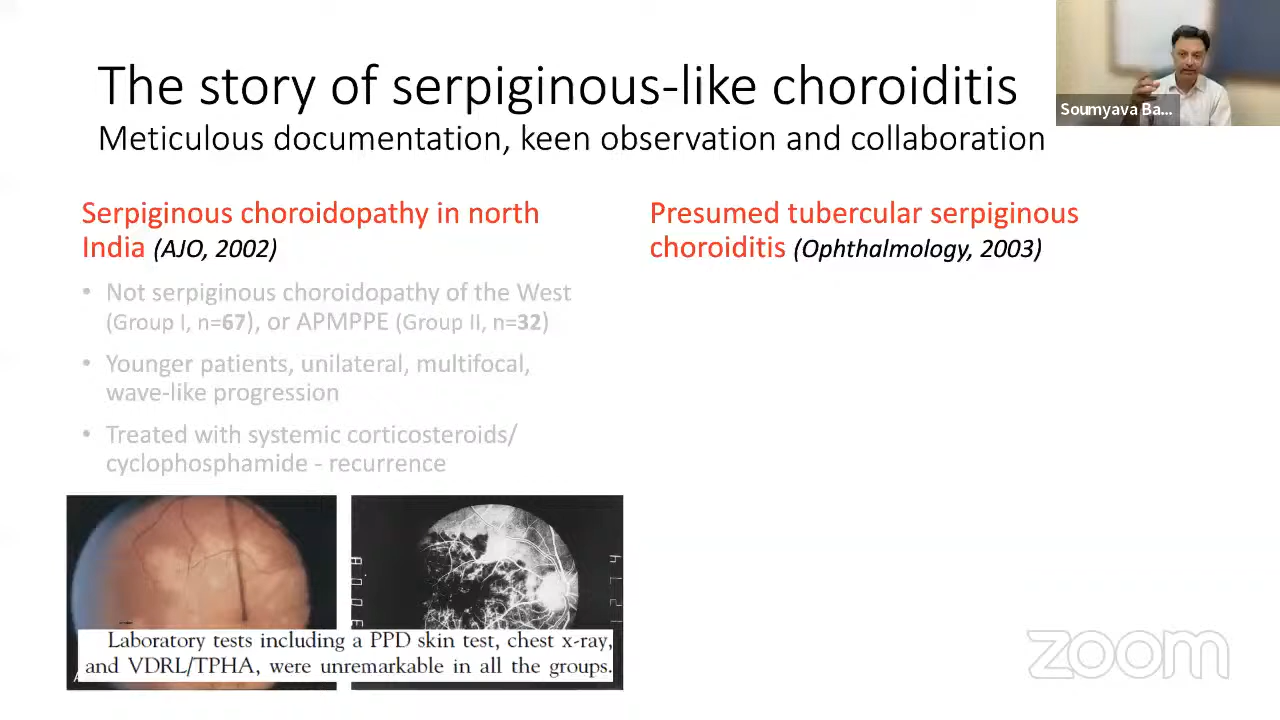 The story of serpiginous-like choroiditis
Meticulous documentation, keen observation and collaboration
Soumyava Ba...
Serpiginous choroidopathy in north
India (AJO, 2002)
• Not serpiginous choroidopathy of the West
(Group I, n=67), or APMPPE (Group II, n=32)
• Younger patients, unilateral, multifocal,
wave-like progression
• Treated with systemic corticosteroids/
cyclophosphamide - recurrence
Laboratory tests including a PPD skin test, chest x-ray,
and VDRL/TPHA, were unremarkable in all the groups.
Presumed tubercular serpiginous
choroiditis (Ophthalmology, 2003)
zoom